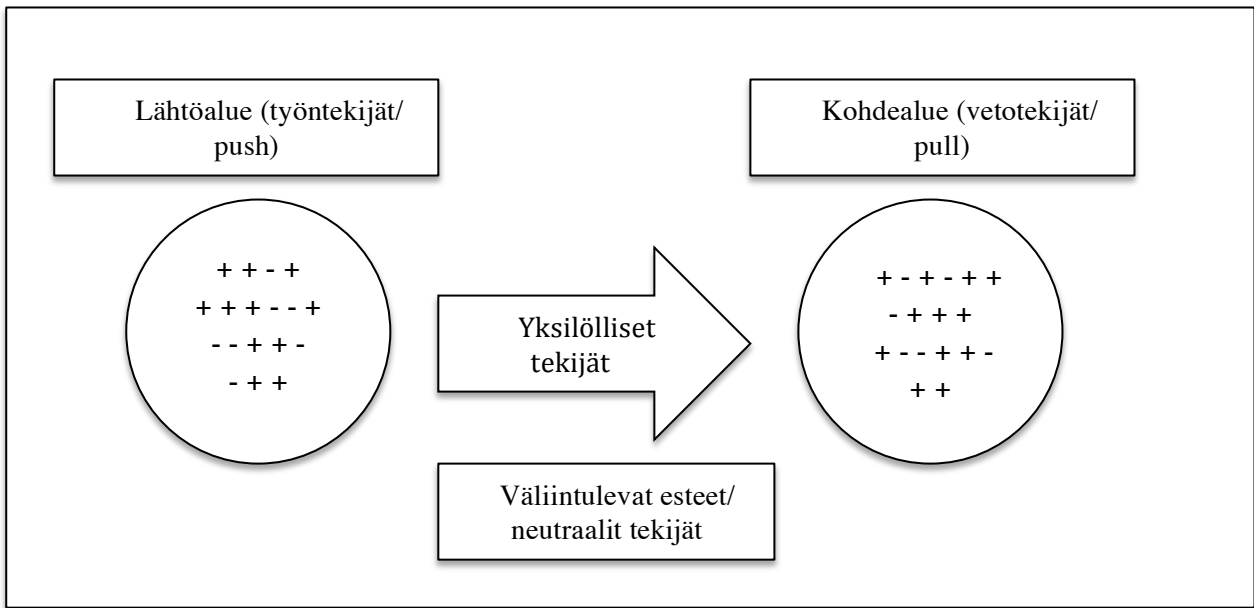 Lähtöalue (työntekijät/
push)
Kohdealue (vetotekijät/
pull)
+ + - +
+ + + - - +
- - + + -
- + +
Yksilölliset
tekijät
+ - + - + +
- + + +
+ - - + + -
+ +
Väliintulevat esteet/
neutraalit tekijät